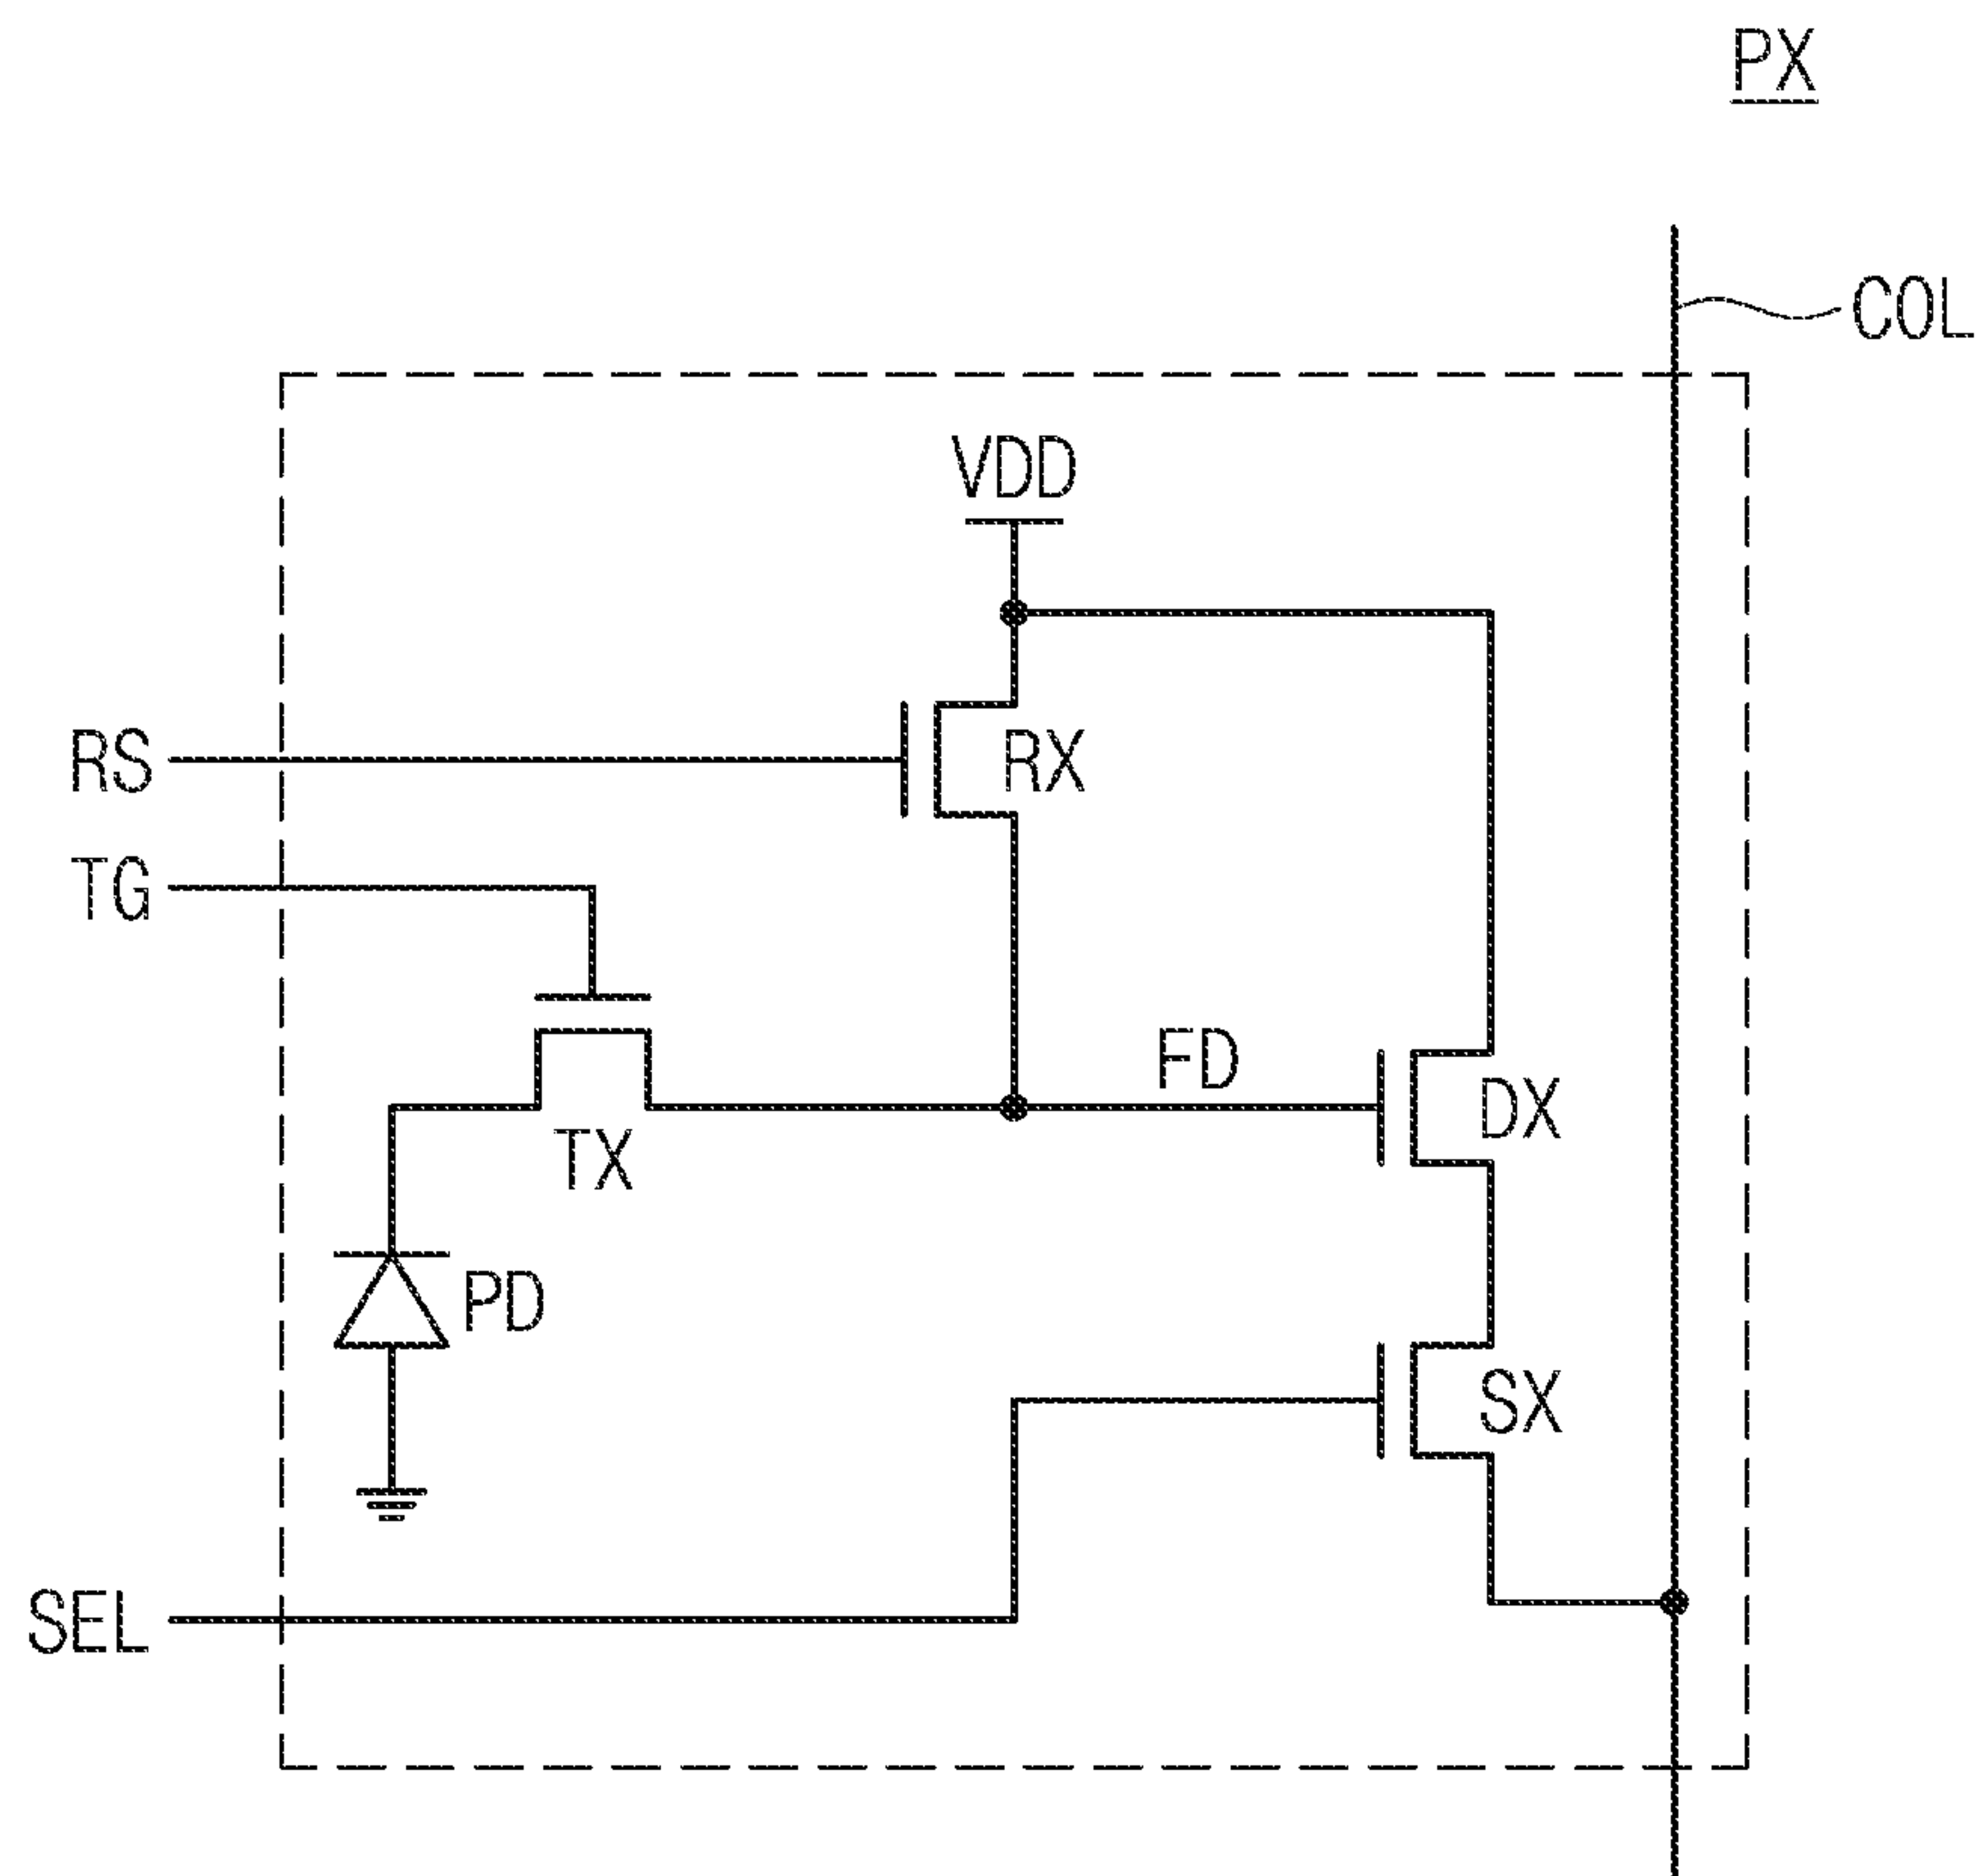 PX
COL
VDD
RS
RX
TG
FD
DX
TX
PD
SX
SEL